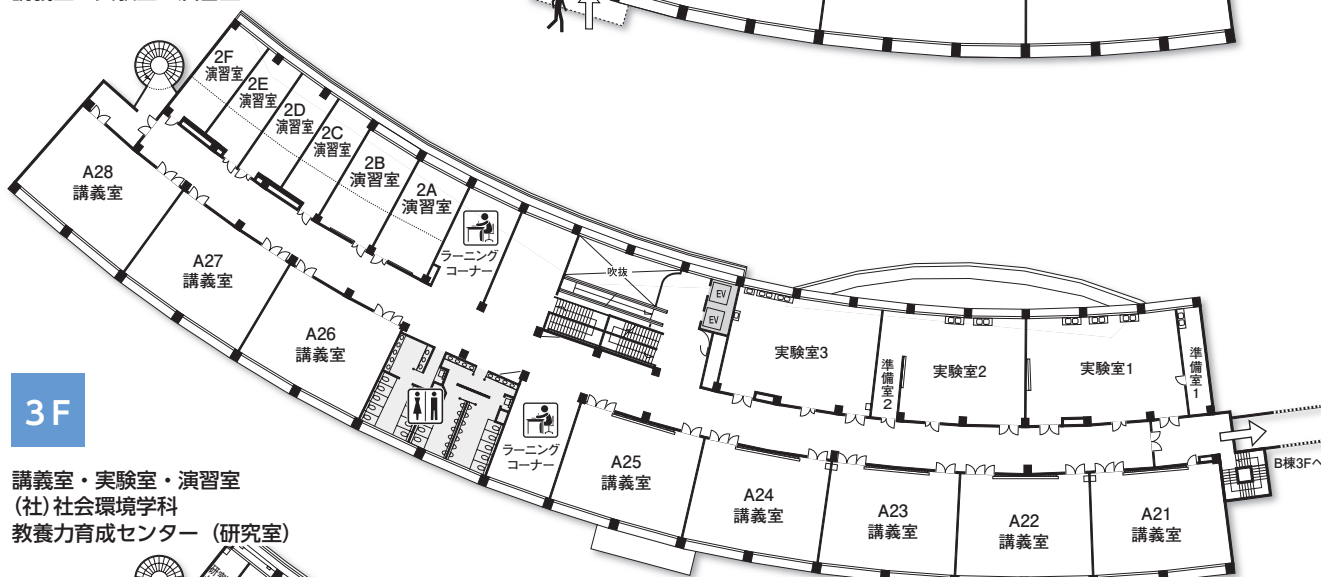 2F
演習室
2E
演習室
2D
演習室
2C
演習室
2B
演習室
2A
演習室
A28
講義室
A27
講義室
A26
講義室
ラーニング
コーナー
吹抜
EV
EV
実験室3
準備室2
実験室2
実験室1
準備室1
B棟3Fへ
ラーニング
コーナー
A25
講義室
A24
講義室
A23
講義室
A22
講義室
A21
講義室
3F
講義室・実験室・演習室
(社)社会環境学科
教養力育成センター（研究室）